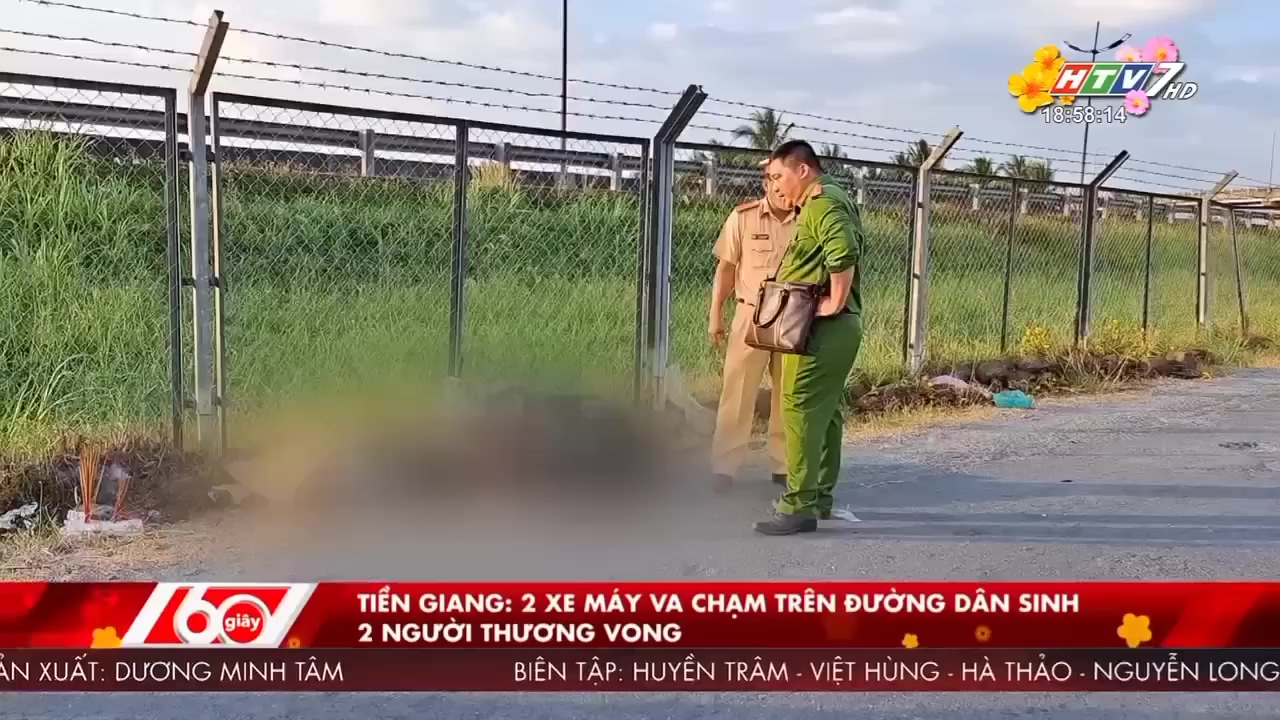 HTV7 HD
18:58:14
60 giây
TIỀN GIANG: 2 XE MÁY VA CHẠM TRÊN ĐƯỜNG DÂN SINH
2 NGƯỜI THƯƠNG VONG
ẢN XUẤT: DƯƠNG MINH TÂM BIÊN TẬP: HUYỀN TRÂM - VIỆT HÙNG - HÀ THẢO - NGUYỄN LONG